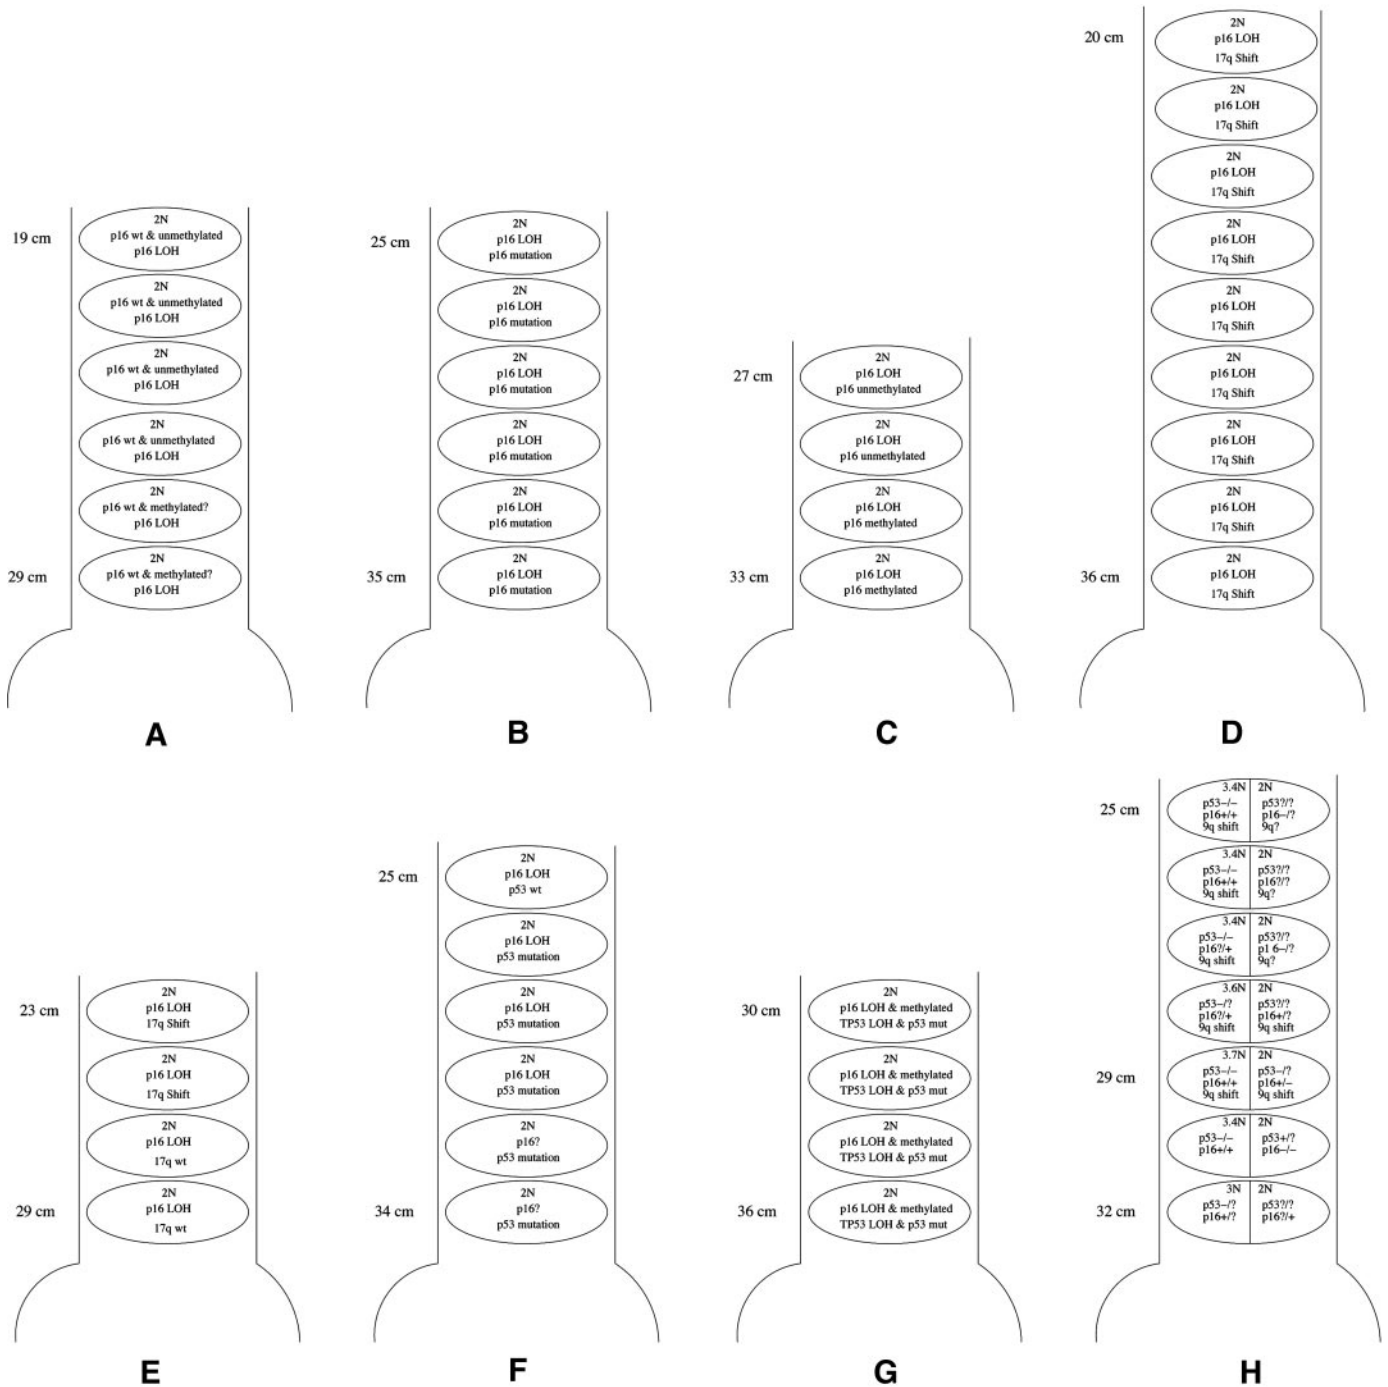 19 cm
2N
p16 wt & unmethylated
p16 LOH
2N
p16 wt & unmethylated
p16 LOH
2N
p16 wt & unmethylated
p16 LOH
2N
p16 wt & unmethylated
p16 LOH
2N
p16 wt & methylated?
p16 LOH
29 cm
2N
p16 wt & methylated?
p16 LOH
A
25 cm
2N
p16 LOH
p16 mutation
2N
p16 LOH
p16 mutation
2N
p16 LOH
p16 mutation
2N
p16 LOH
p16 mutation
2N
p16 LOH
p16 mutation
35 cm
2N
p16 LOH
p16 mutation
B
27 cm
2N
p16 LOH
p16 unmethylated
2N
p16 LOH
p16 unmethylated
2N
p16 LOH
p16 methylated
33 cm
2N
p16 LOH
p16 methylated
C
20 cm
2N
p16 LOH
17q Shift
2N
p16 LOH
17q Shift
2N
p16 LOH
17q Shift
2N
p16 LOH
17q Shift
2N
p16 LOH
17q Shift
2N
p16 LOH
17q Shift
2N
p16 LOH
17q Shift
2N
p16 LOH
17q Shift
36 cm
2N
p16 LOH
17q Shift
D
23 cm
2N
p16 LOH
17q Shift
2N
p16 LOH
17q Shift
2N
p16 LOH
17q wt
29 cm
2N
p16 LOH
17q wt
E
25 cm
2N
p16 LOH
p53 wt
2N
p16 LOH
p53 mutation
2N
p16 LOH
p53 mutation
2N
p16 LOH
p53 mutation
2N
p16?
p53 mutation
34 cm
2N
p16?
p53 mutation
F
30 cm
2N
p16 LOH & methylated
TP53 LOH & p53 mut
2N
p16 LOH & methylated
TP53 LOH & p53 mut
2N
p16 LOH & methylated
TP53 LOH & p53 mut
36 cm
2N
p16 LOH & methylated
TP53 LOH & p53 mut
G
25 cm
3.4N 2N
p53–/– p53?/?
p16+/+ p16–/?
9q shift 9q?
3.4N 2N
p53–/– p53?/?
p16+/+ p16?/?
9q shift 9q?
3.4N 2N
p53–/– p53?/?
p16?/+ p1 6–/?
9q shift 9q?
3.6N 2N
p53–/? p53?/?
p16?/+ p16+/?
9q shift 9q shift
29 cm
3.7N 2N
p53–/– p53–/?
p16+/+ p16+/–
9q shift 9q shift
3.4N 2N
p53–/– p53+/?
p16+/+ p16–/–
32 cm
3N 2N
p53–/? p53?/?
p16+/? p16?/+
H